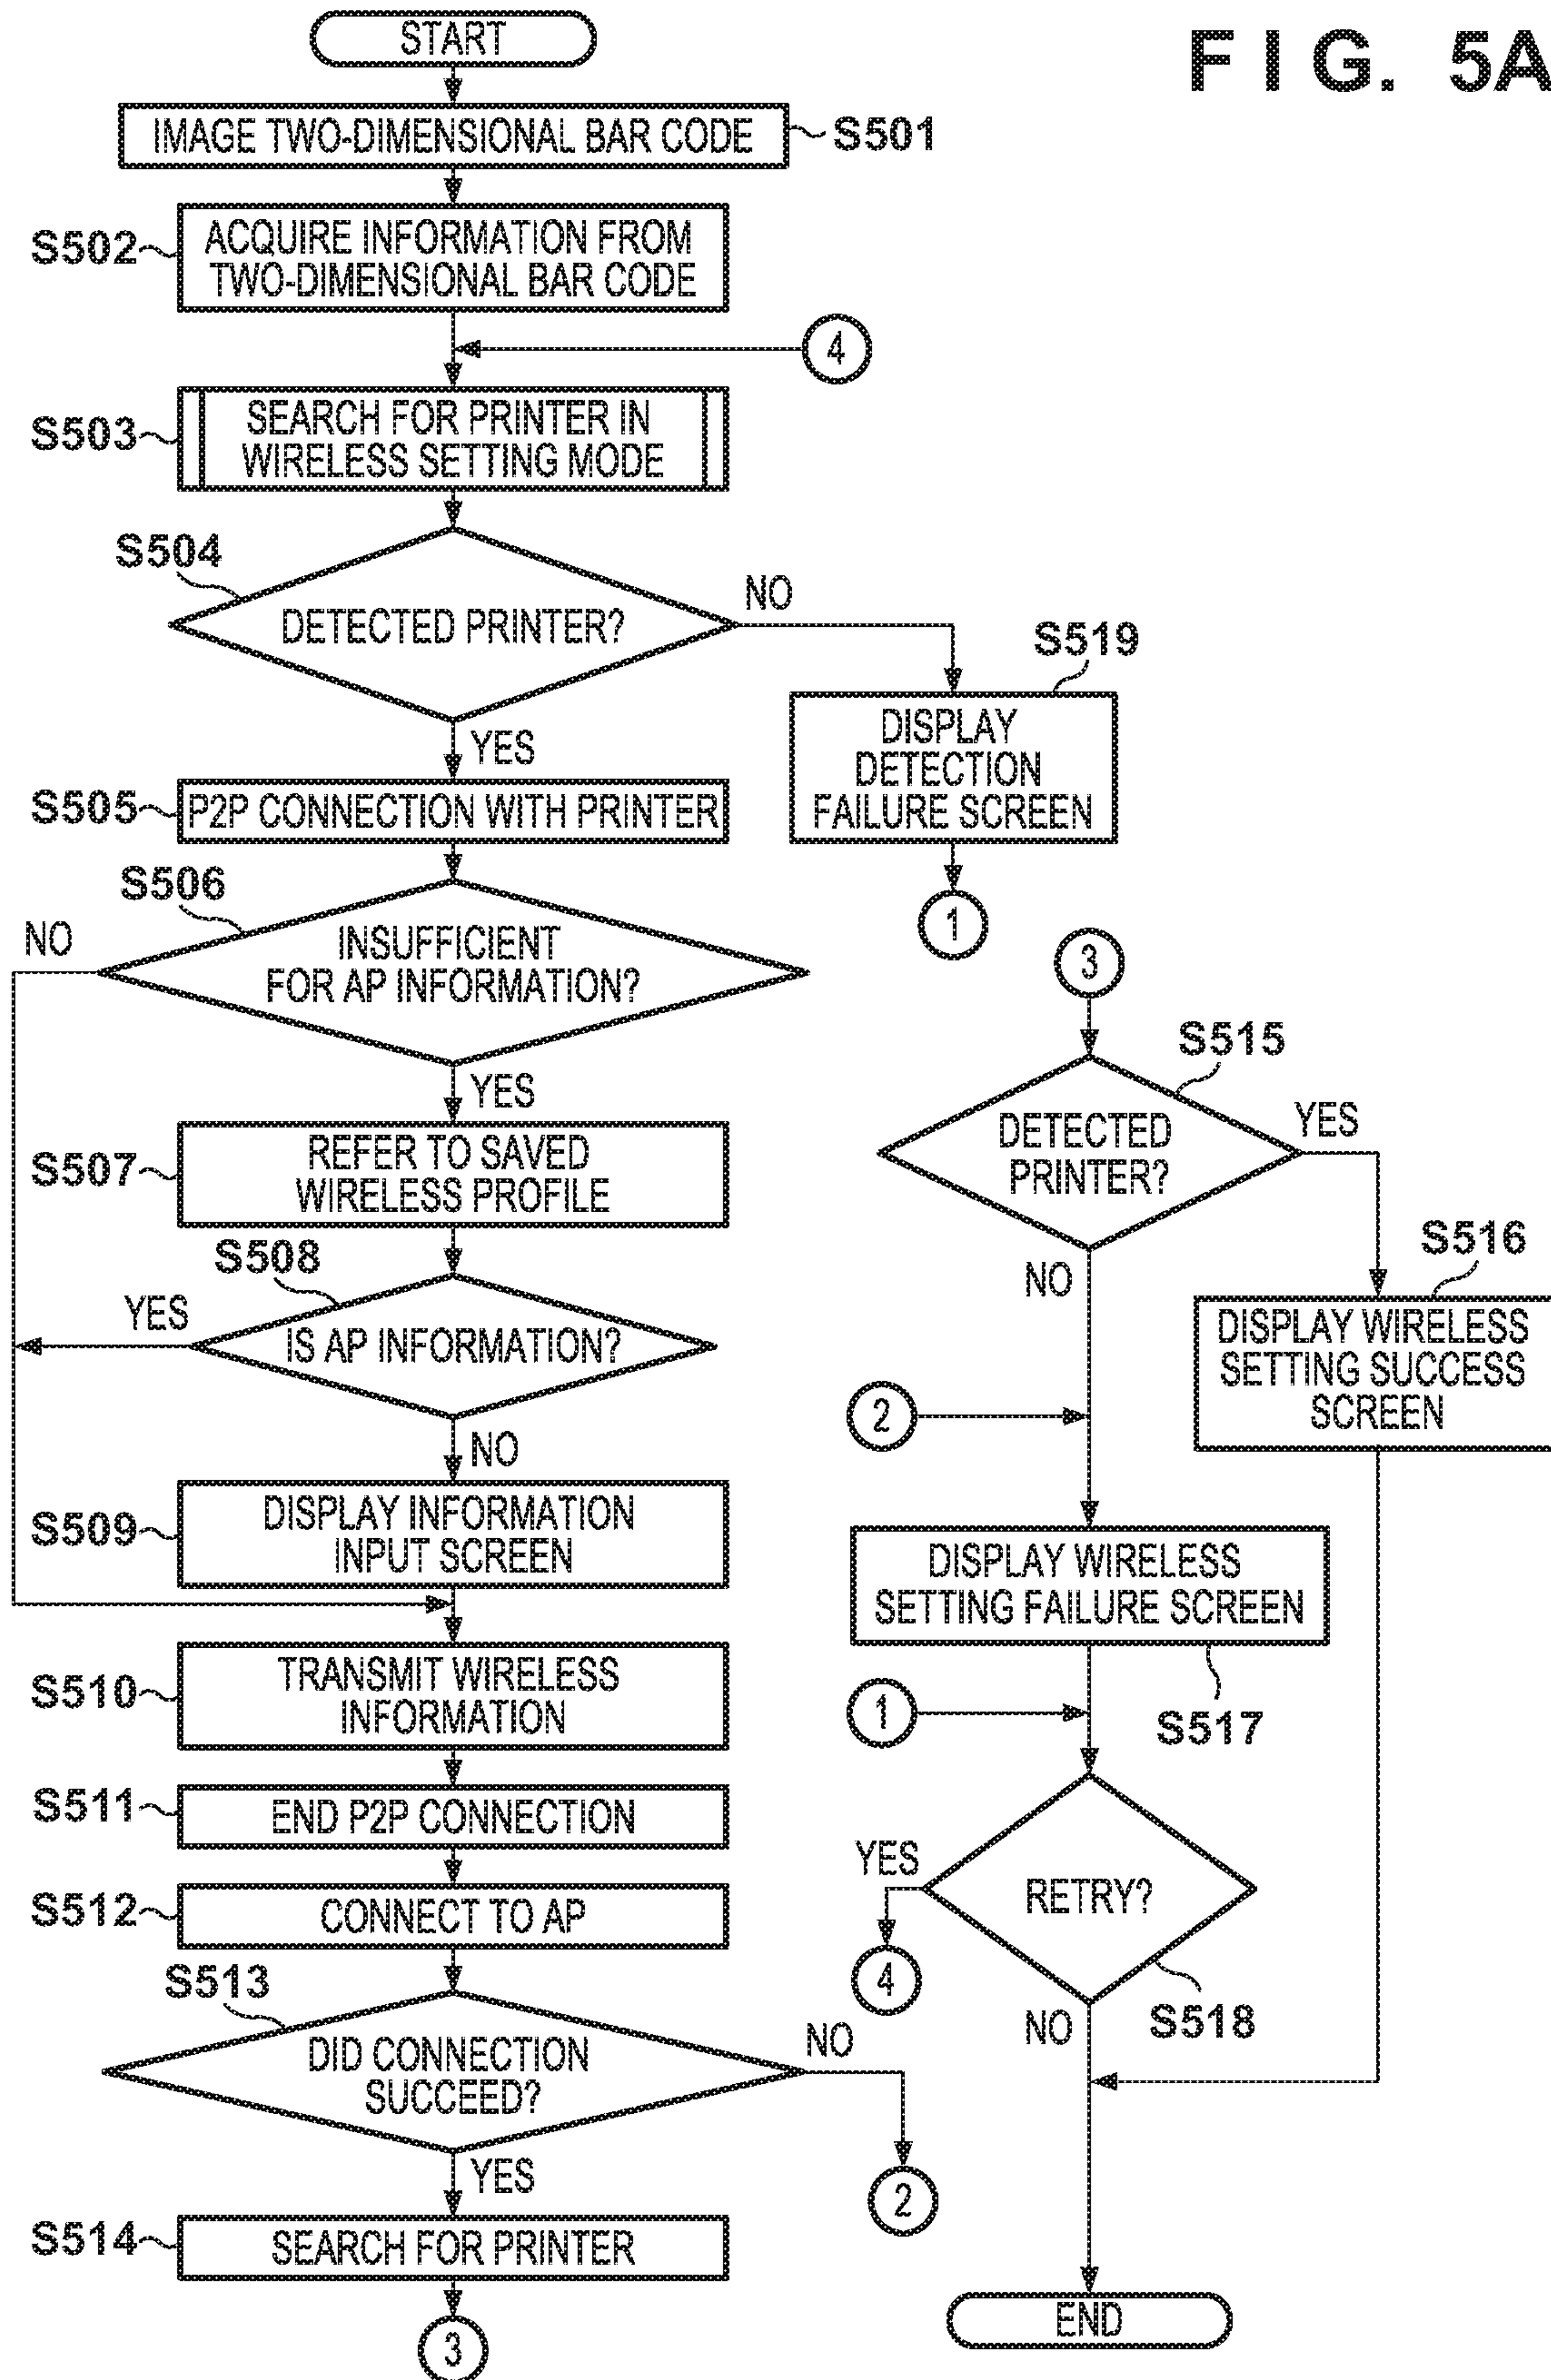 FIG. 5A
START
IMAGE TWO-DIMENSIONAL BAR CODE
S501
S502
ACQUIRE INFORMATION FROM
TWO-DIMENSIONAL BAR CODE
4
S503
SEARCH FOR PRINTER IN
WIRELESS SETTING MODE
S504
DETECTED PRINTER?
NO
YES
S519
DISPLAY
DETECTION
FAILURE SCREEN
1
S505
P2P CONNECTION WITH PRINTER
S506
NO
INSUFFICIENT
FOR AP INFORMATION?
YES
S507
REFER TO SAVED
WIRELESS PROFILE
S508
YES
IS AP INFORMATION?
NO
S509
DISPLAY INFORMATION
INPUT SCREEN
S510
TRANSMIT WIRELESS
INFORMATION
S511
END P2P CONNECTION
S512
CONNECT TO AP
S513
DID CONNECTION
SUCCEED?
NO
2
YES
S514
SEARCH FOR PRINTER
3
3
S515
DETECTED
PRINTER?
YES
NO
S516
DISPLAY WIRELESS
SETTING SUCCESS
SCREEN
2
DISPLAY WIRELESS
SETTING FAILURE SCREEN
S517
1
RETRY?
YES
4
S518
NO
END